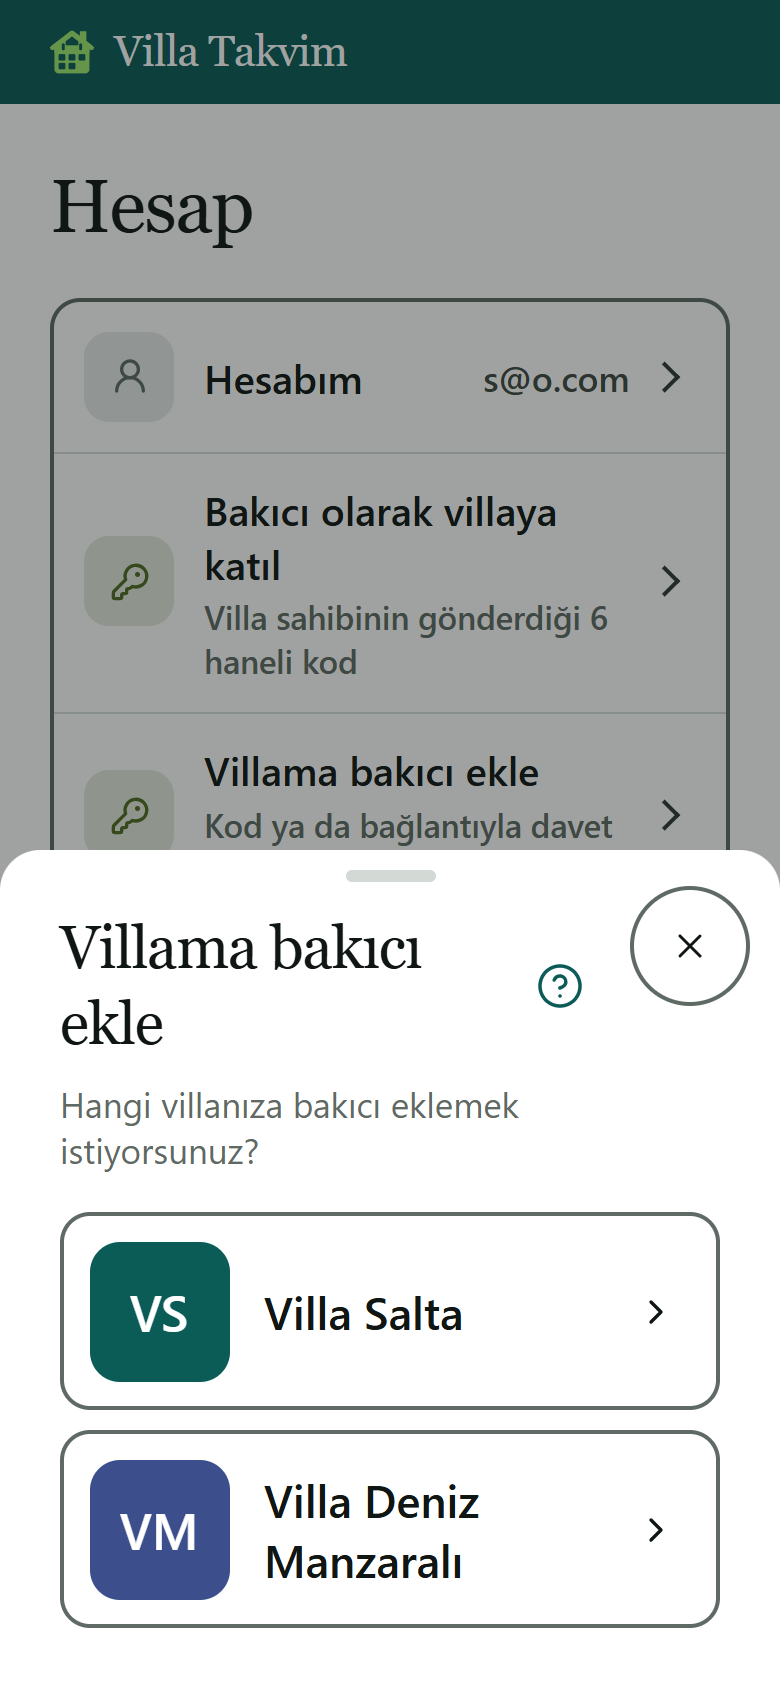 Villa Takvim
Hesap
Hesabım
s@o.com
Bakıcı olarak villaya
katıl
Villa sahibinin gönderdiği 6
haneli kod
Villama bakıcı ekle
Kod ya da bağlantıyla davet
Villama bakıcı
ekle
Hangi villanıza bakıcı eklemek
istiyorsunuz?
VS
Villa Salta
VM
Villa Deniz
Manzaralı